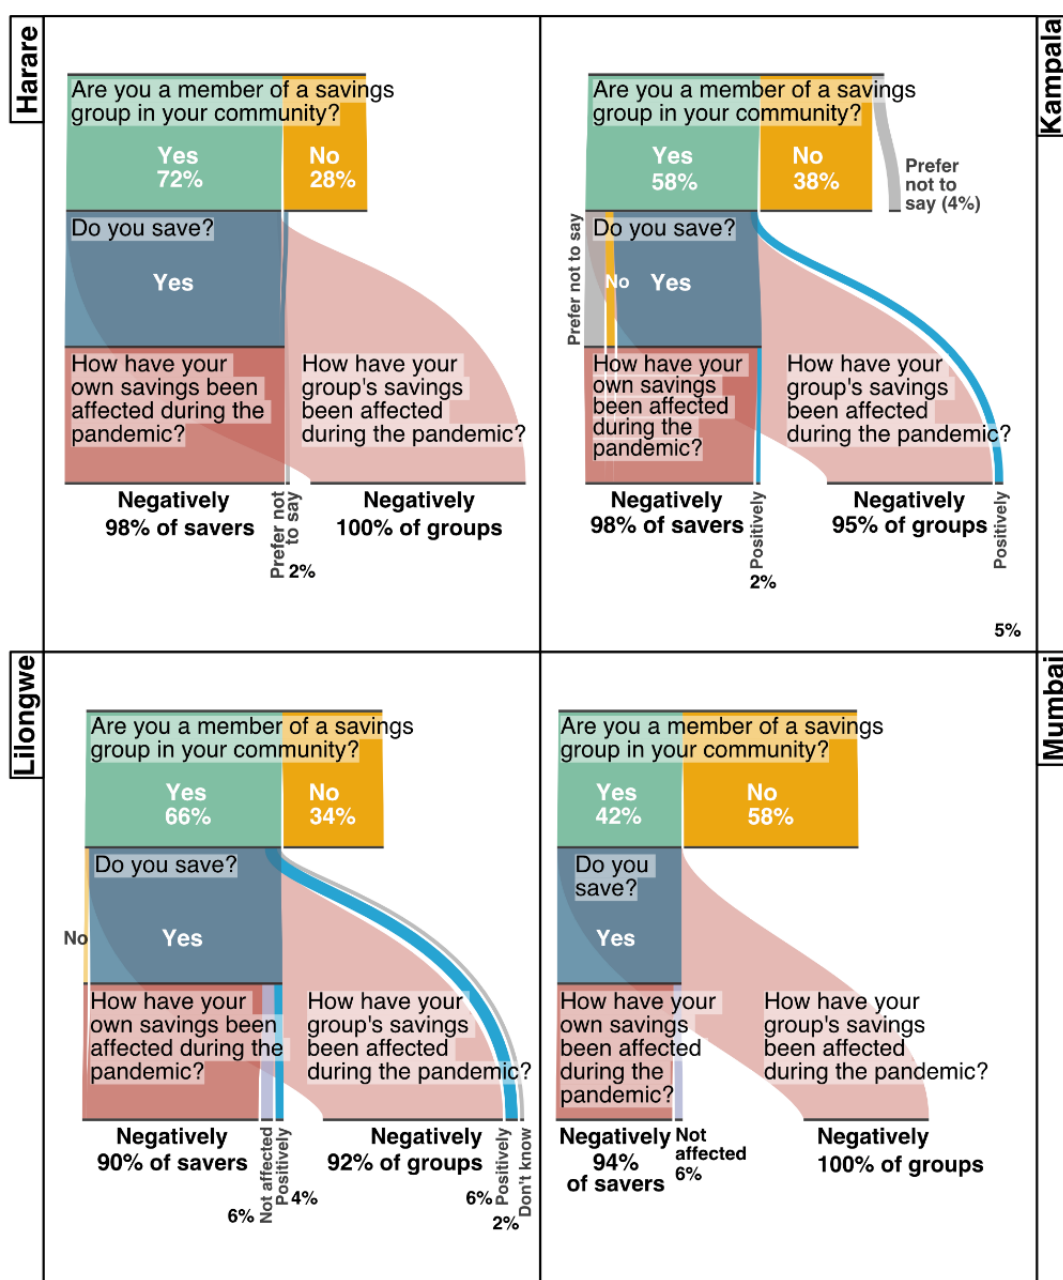 Harare
Are you a member of a savings
group in your community?
Yes
72%
No
28%
Do you save?
Yes
How have your
own savings been
affected during the
pandemic?
How have your
group's savings
been affected
during the pandemic?
Negatively
98% of savers
Prefer not
to say
2%
Negatively
100% of groups
Kampala
Are you a member of a savings
group in your community?
Yes
58%
No
38%
Prefer
not to
say (4%)
Prefer not to say
Do you save?
No
Yes
How have your
own savings
been affected
during the
pandemic?
How have your
group's savings
been affected
during the pandemic?
Negatively
98% of savers
Positively
2%
Negatively
95% of groups
Positively
5%
Lilongwe
Are you a member of a savings
group in your community?
Yes
66%
No
34%
Do you save?
No
Yes
How have your
own savings been
affected during the
pandemic?
How have your
group's savings
been affected
during the pandemic?
Negatively
90% of savers
Not affected
6%
Positively
4%
Negatively
92% of groups
Positively
6%
Don't know
2%
Mumbai
Are you a member of a savings
group in your community?
Yes
42%
No
58%
Do you
save?
Yes
How have your
own savings
been affected
during the
pandemic?
How have your
group's savings
been affected
during the pandemic?
Negatively
94%
of savers
Not
affected
6%
Negatively
100% of groups